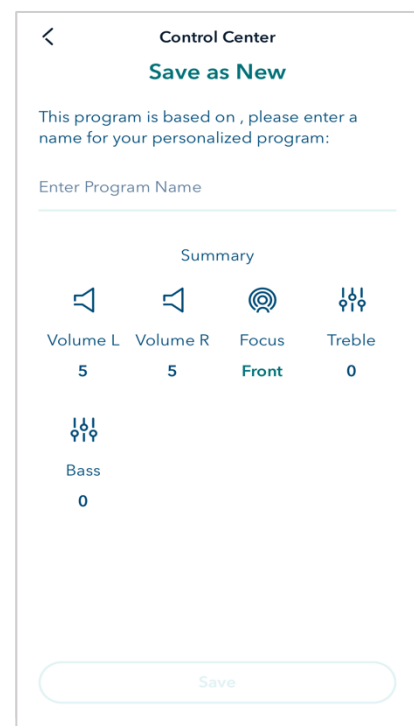 Control Center
Save as New
This program is based on , please enter a
name for your personalized program:
Enter Program Name
Summary
Volume L Volume R Focus Treble
5 5 Front 0
Bass
0
Save